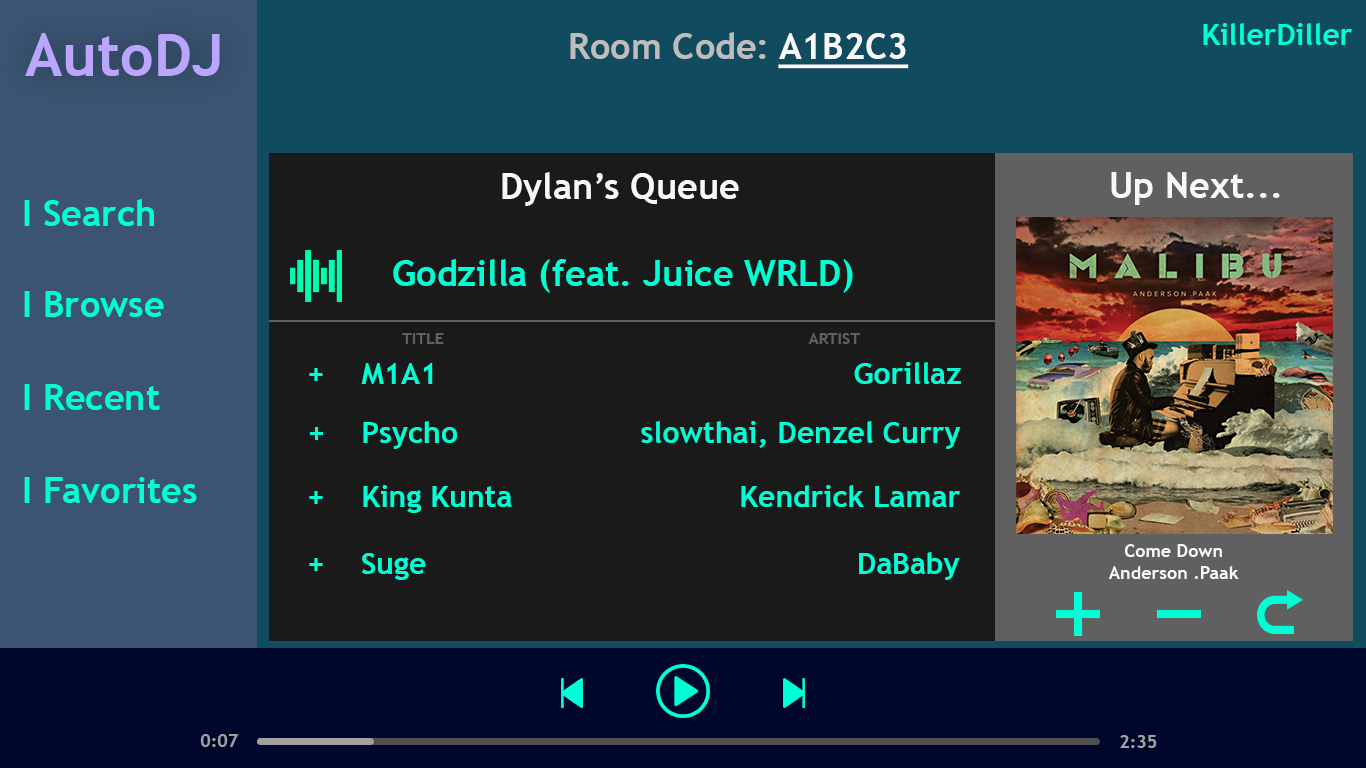 AutoDJ
Room Code: A1B2C3
KillerDiller
I Search
I Browse
I Recent
I Favorites
Dylan’s Queue
Godzilla (feat. Juice WRLD)
TITLE ARTIST
+ M1A1 Gorillaz
+ Psycho slowthai, Denzel Curry
+ King Kunta Kendrick Lamar
+ Suge DaBaby
Up Next...
MALIBU
ANDERSON .PAAK
Come Down
Anderson .Paak
0:07 2:35